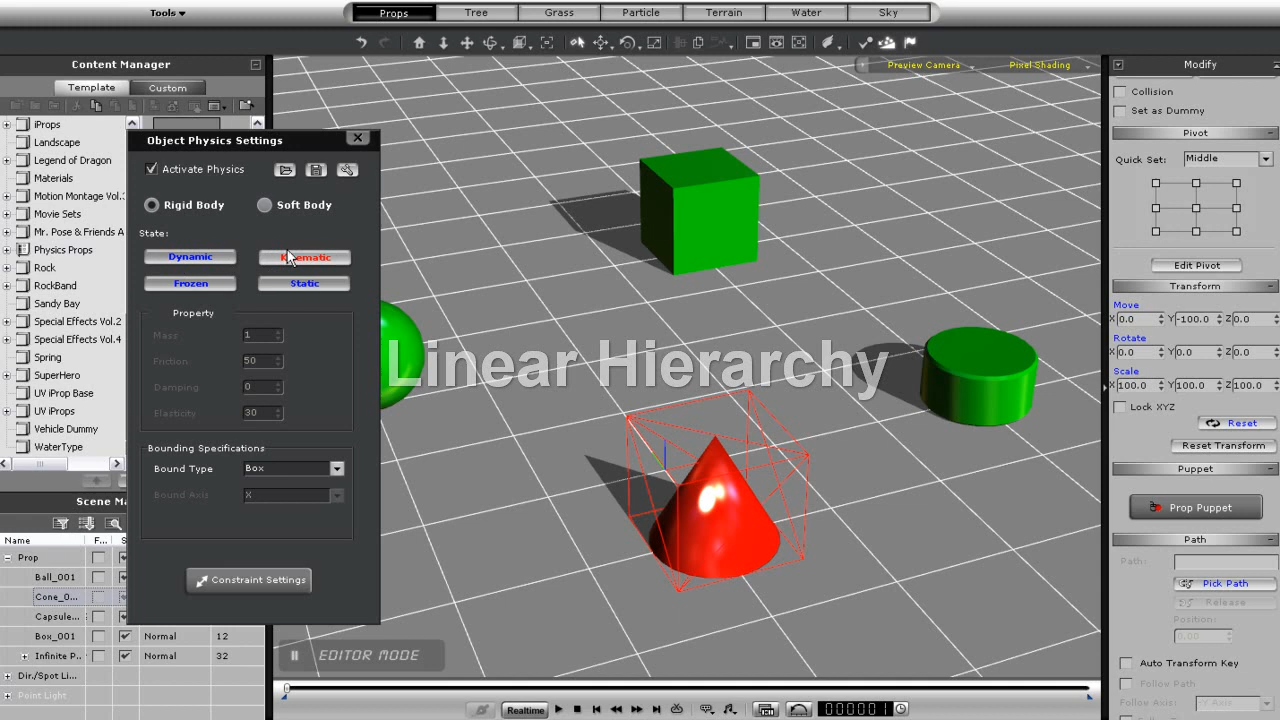 Tools
Props
Tree
Grass
Particle
Terrain
Water
Sky
Content Manager
Template
Custom
iProps
Landscape
Legend of Dragon
Materials
Motion Montage Vol.
Movie Sets
Mr. Pose & Friends A
Physics Props
Rock
RockBand
Sandy Bay
Special Effects Vol.2
Special Effects Vol.4
Spring
SuperHero
UV iProp Base
UV iProps
Vehicle Dummy
WaterType
Object Physics Settings
Activate Physics
Rigid Body
Soft Body
State:
Dynamic
Frozen
Static
Property
Mass 1
Friction 50
Damping 0
Elasticity 30
Bounding Specifications
Bound Type Box
Bound Axis X
Constraint Settings
Scene Ma
Name F... S
Prop
Ball_001
Cone_0...
Capsule...
Box_001 Normal 12
Infinite P... Normal 32
Dir./Spot Li...
Point Light
Preview Camera
Pixel Shading
Linear Hierarchy
EDITOR MODE
Realtime
000001
Modify
Collision
Set as Dummy
Pivot
Quick Set: Middle
Edit Pivot
Transform
Move
X 0.0 Y -100.0 Z 0.0
Rotate
X 0.0 Y 0.0 Z 0.0
Scale
X 100.0 Y 100.0 Z 100.0
Lock XYZ
Reset
Reset Transform
Puppet
Prop Puppet
Path
Path:
Pick Path
Release
Position:
0.00
Auto Transform Key
Follow Path
Follow Axis: +Y Axis